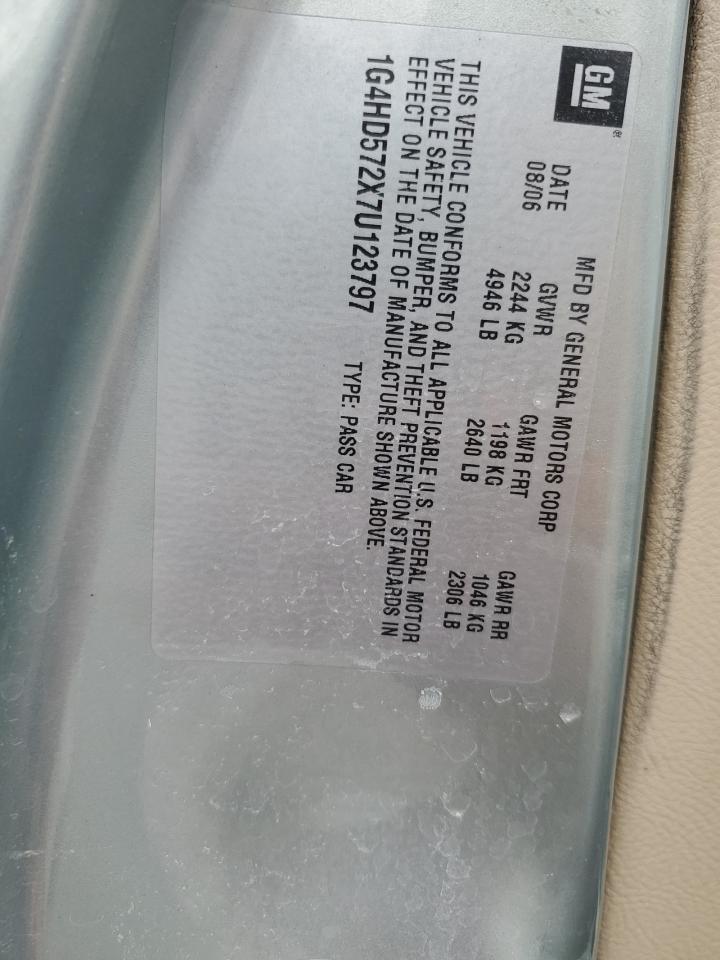 GM®
MFD BY GENERAL MOTORS CORP
DATE GVWR GAWR FRT GAWR RR
08/06 2244 KG 1198 KG 1046 KG
4946 LB 2640 LB 2306 LB
THIS VEHICLE CONFORMS TO ALL APPLICABLE U.S. FEDERAL MOTOR
VEHICLE SAFETY, BUMPER, AND THEFT PREVENTION STANDARDS IN
EFFECT ON THE DATE OF MANUFACTURE SHOWN ABOVE.
1G4HD572X7U123797 TYPE: PASS CAR